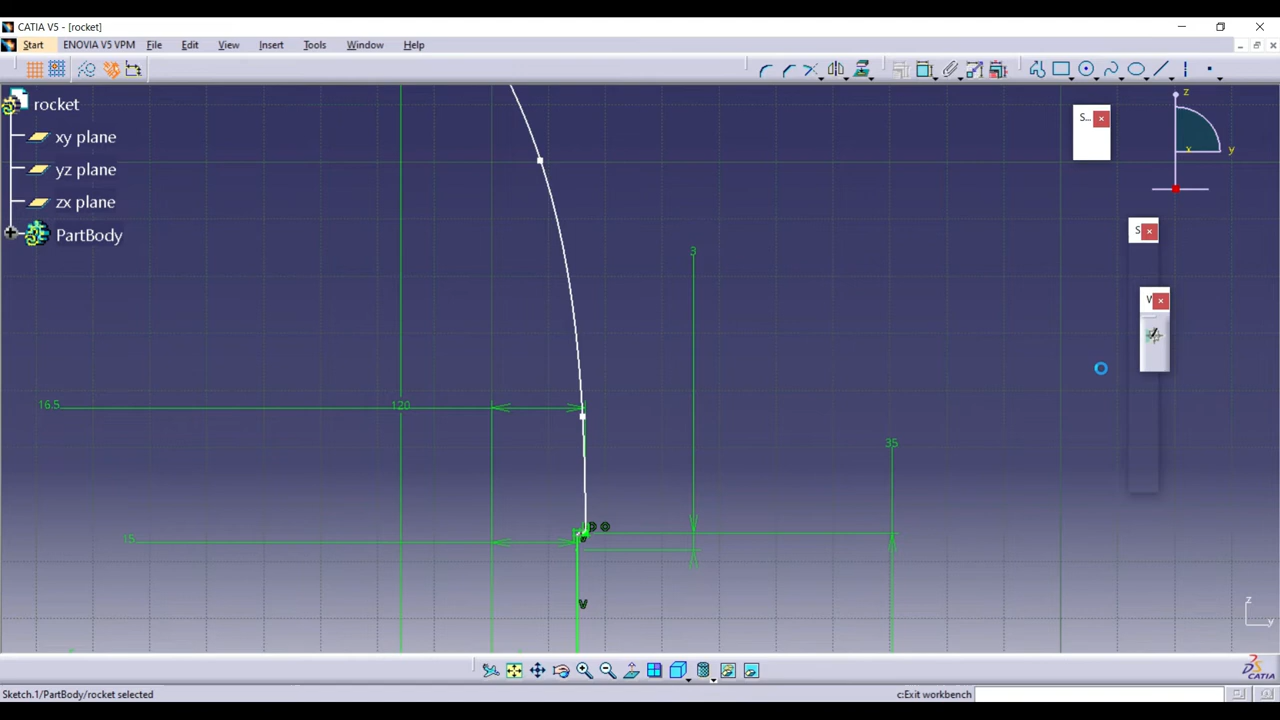 CATIA V5 - [rocket]
Start ENOVIA V5 VPM File Edit View Insert Tools Window Help
rocket
xy plane
yz plane
zx plane
PartBody
S...
S
V
z
x
y
3
16.5
120
35
15
V
z
y
CATIA
Sketch.1/PartBody/rocket selected
c:Exit workbench